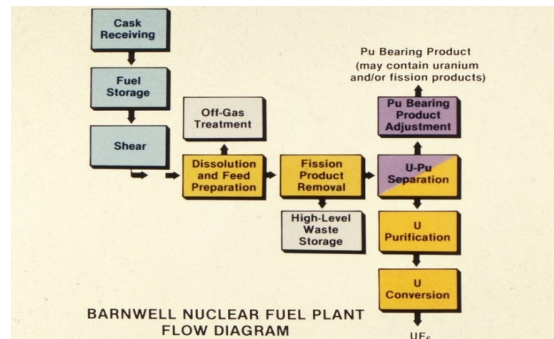 Cask
Receiving
Fuel
Storage
Shear
Off-Gas
Treatment
Dissolution
and Feed
Preparation
Fission
Product
Removal
High-Level
Waste
Storage
Pu Bearing Product
(may contain uranium
and/or fission products)
Pu Bearing
Product
Adjustment
U-Pu
Separation
U
Purification
U
Conversion
UF6
BARNWELL NUCLEAR FUEL PLANT
FLOW DIAGRAM